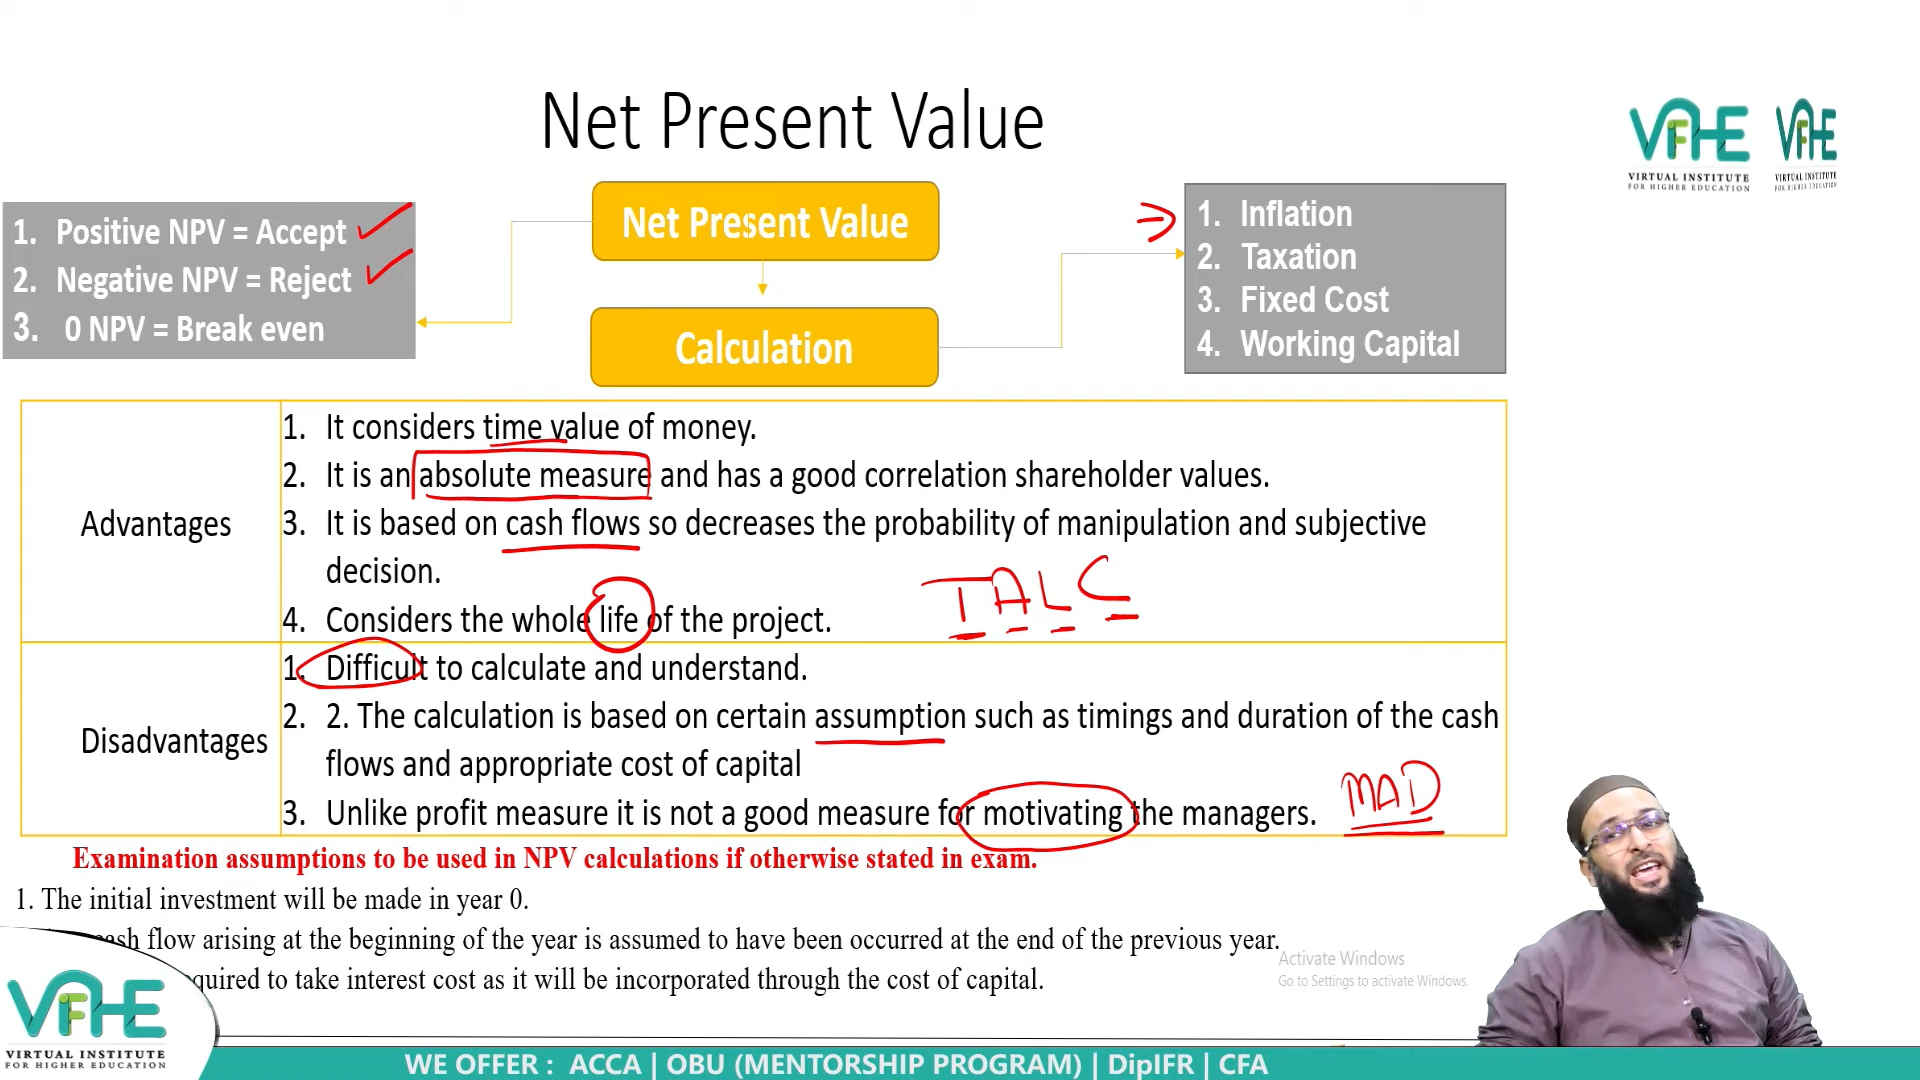 Net Present Value
VIFHE
VIRTUAL INSTITUTE
FOR HIGHER EDUCATION
VIFHE
VIRTUAL INSTITUTE
FOR HIGHER EDUCATION
1. Positive NPV = Accept
2. Negative NPV = Reject
3. 0 NPV = Break even
Net Present Value
Calculation
1. Inflation
2. Taxation
3. Fixed Cost
4. Working Capital
Advantages
1. It considers time value of money.
2. It is an absolute measure and has a good correlation shareholder values.
3. It is based on cash flows so decreases the probability of manipulation and subjective
decision.
4. Considers the whole life of the project.
TALC
Disadvantages
1. Difficult to calculate and understand.
2. 2. The calculation is based on certain assumption such as timings and duration of the cash
flows and appropriate cost of capital
3. Unlike profit measure it is not a good measure for motivating the managers.
MAD
Examination assumptions to be used in NPV calculations if otherwise stated in exam.
1. The initial investment will be made in year 0.
cash flow arising at the beginning of the year is assumed to have been occurred at the end of the previous year.
to take interest cost as it will be incorporated through the cost of capital.
Activate Windows
Go to Settings to activate Windows.
VIFHE
VIRTUAL INSTITUTE
FOR HIGHER EDUCATION
WE OFFER : ACCA | OBU (MENTORSHIP PROGRAM) | DipIFR | CFA